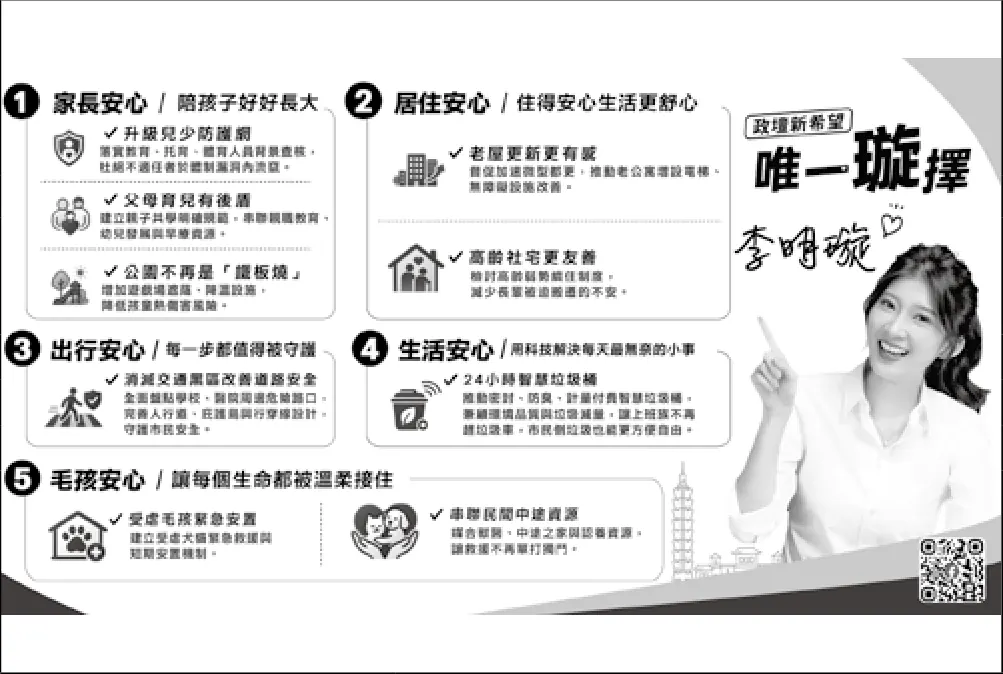 1 家長安心 / 陪孩子好好長大
✓ 升級兒少防護網
落實教育、托育、體育人員背景查核，
杜絕不適任者於體制漏洞內流竄。
✓ 父母育兒有後盾
建立親子共學明確規範，串聯親職教育、
幼兒發展與早療資源。
✓ 公園不再是「鐵板燒」
增加遊戲場遮蔭、降溫設施，
降低孩童熱傷害風險。
2 居住安心 / 住得安心生活更舒心
✓ 老屋更新更有感
督促加速微型都更，推動老公寓增設電梯、
無障礙設施改善。
✓ 高齡社宅更友善
檢討高齡弱勢續住制度，
減少長輩被迫搬遷的不安。
3 出行安心 / 每一步都值得被守護
✓ 消滅交通黑區改善道路安全
全面盤點學校、醫院周邊危險路口，
完善人行道、庇護島與行穿線設計，
守護市民安全。
4 生活安心 / 用科技解決每天最無奈的小事
✓ 24小時智慧垃圾桶
推動密封、防臭、計量付費智慧垃圾桶，
兼顧環境品質與垃圾減量，讓上班族不再
趕垃圾車，市民倒垃圾也能更方便自由。
5 毛孩安心 / 讓每個生命都被溫柔接住
✓ 受虐毛孩緊急安置
建立受虐犬貓緊急救援與
短期安置機制。
✓ 串聯民間中途資源
媒合獸醫、中途之家與認養資源，
讓救援不再單打獨鬥。
政壇新希望
唯一璇擇
李明璇